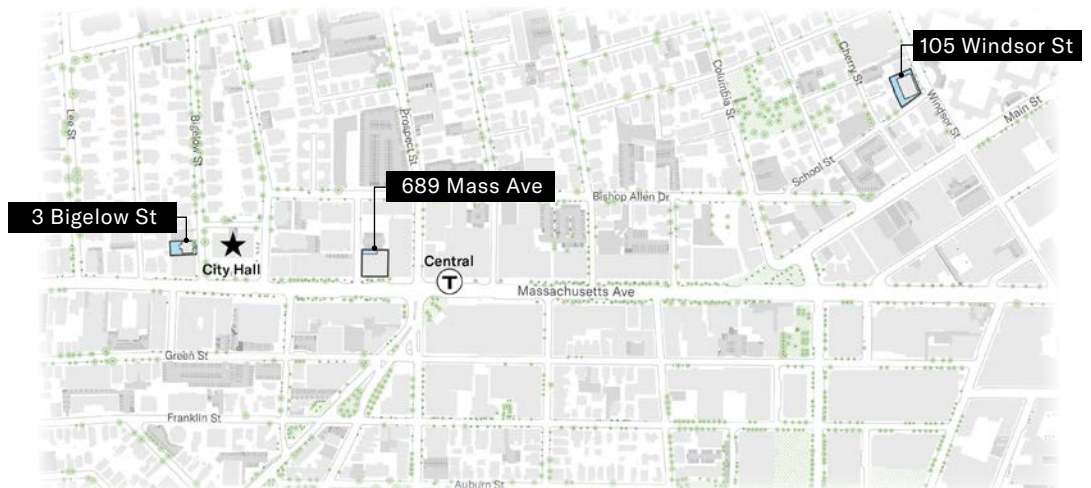 105 Windsor St
Cherry St
Columbia St
Windsor St
Main St
Lee St
Bigelow St
Prospect St
School St
689 Mass Ave
Bishop Allen Dr
3 Bigelow St
City Hall
Central
T
Massachusetts Ave
Green St
Franklin St
Auburn St